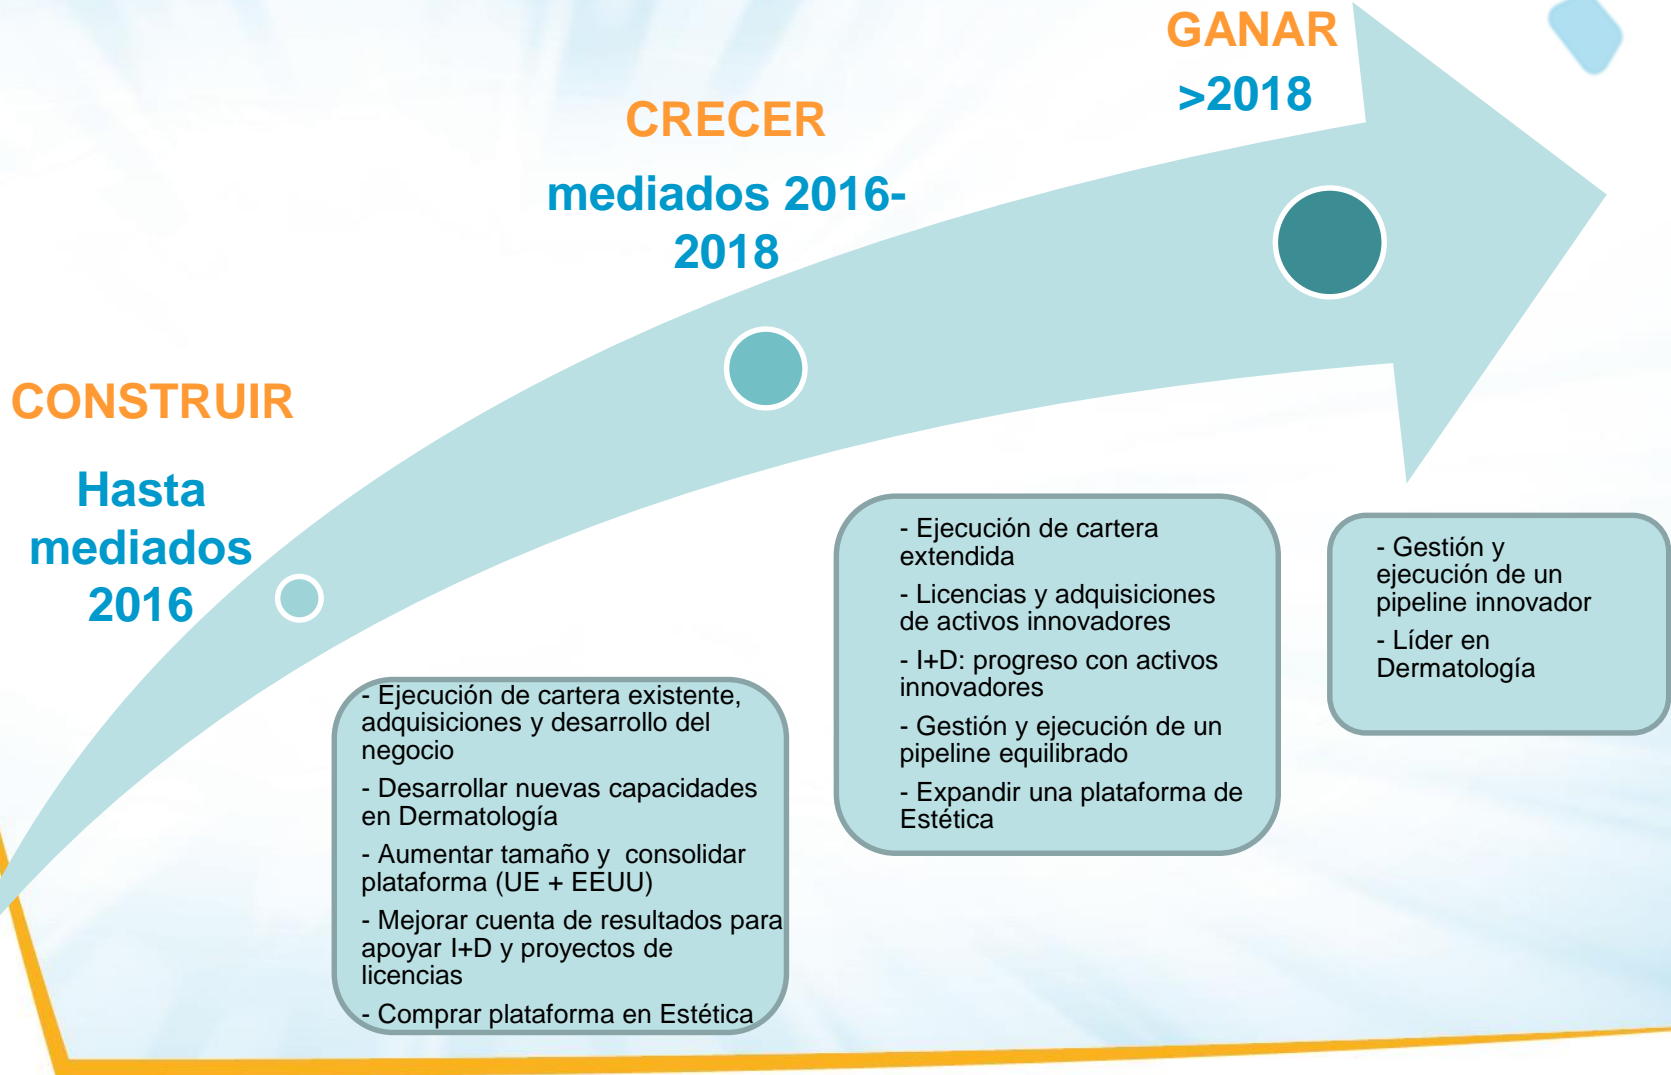 GANAR
>2018
CRECER
mediados 2016-
2018
CONSTRUIR
Hasta
mediados
2016
- Ejecución de cartera existente,
adquisiciones y desarrollo del
negocio
- Desarrollar nuevas capacidades
en Dermatología
- Aumentar tamaño y  consolidar
plataforma (UE + EEUU)
- Mejorar cuenta de resultados para
apoyar I+D y proyectos de
licencias
- Comprar plataforma en Estética
- Ejecución de cartera
extendida
- Licencias y adquisiciones
de activos innovadores
- I+D: progreso con activos
innovadores
- Gestión y ejecución de un
pipeline equilibrado
- Expandir una plataforma de
Estética
- Gestión y
ejecución de un
pipeline innovador
- Líder en
Dermatología